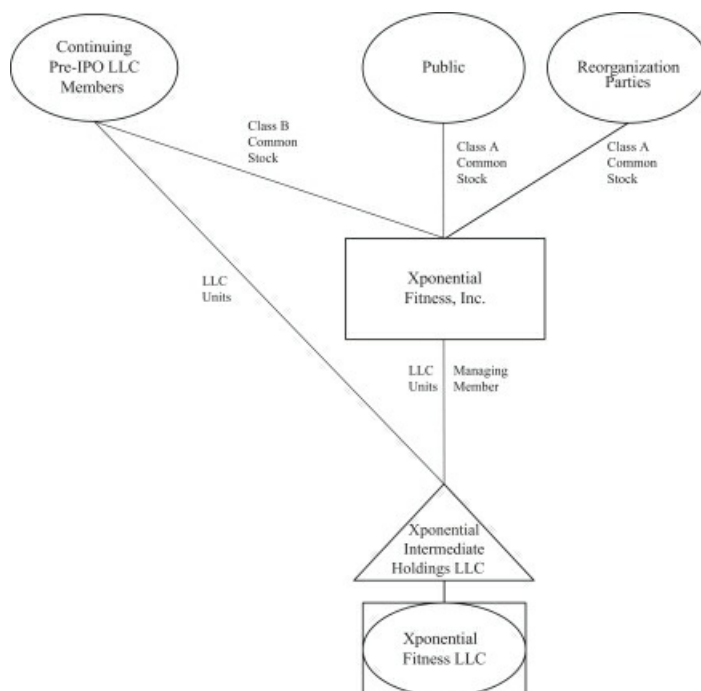 Continuing
Pre-IPO LLC
Members
Public
Reorganization
Parties
Class B
Common
Stock
Class A
Common
Stock
Class A
Common
Stock
Xponential
Fitness, Inc.
LLC
Units
LLC
Units
Managing
Member
Xponential
Intermediate
Holdings LLC
Xponential
Fitness LLC